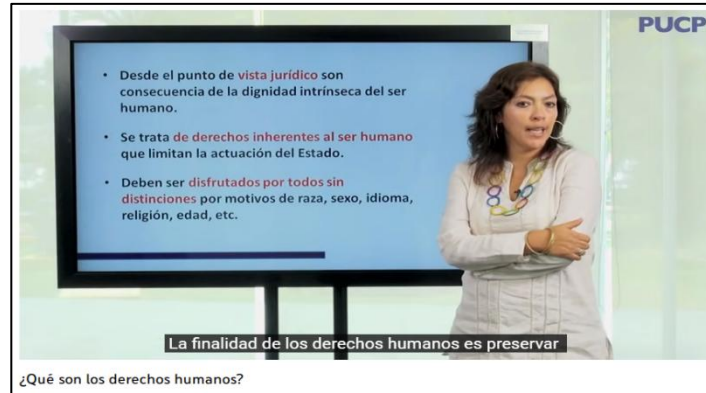 PUCP
• Desde el punto de vista jurídico son
consecuencia de la dignidad intrínseca del ser
humano.
• Se trata de derechos inherentes al ser humano
que limitan la actuación del Estado.
• Deben ser disfrutados por todos sin
distinciones por motivos de raza, sexo, idioma,
religión, edad, etc.
La finalidad de los derechos humanos es preservar
¿Qué son los derechos humanos?